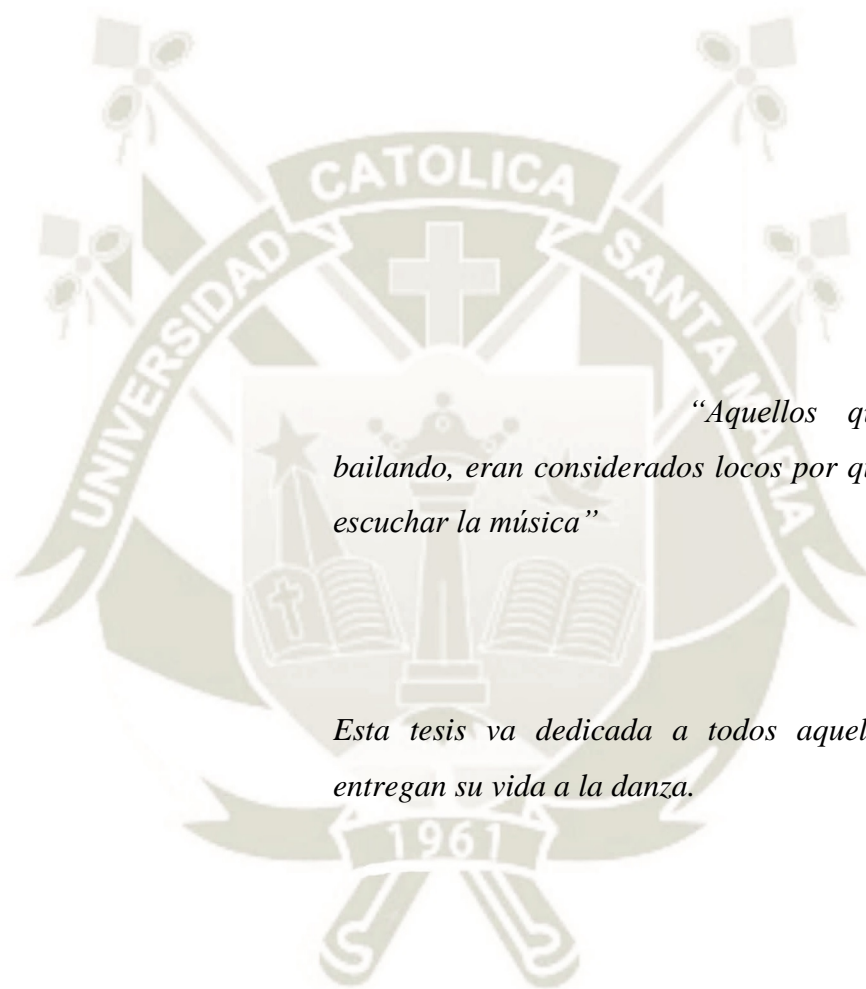 UNIVERSIDAD CATOLICA SANTA MARIA
“Aquellos
bailando, eran considerados locos por
escuchar la música”
Esta tesis va dedicada a todos
entregan su vida a la danza.
1961